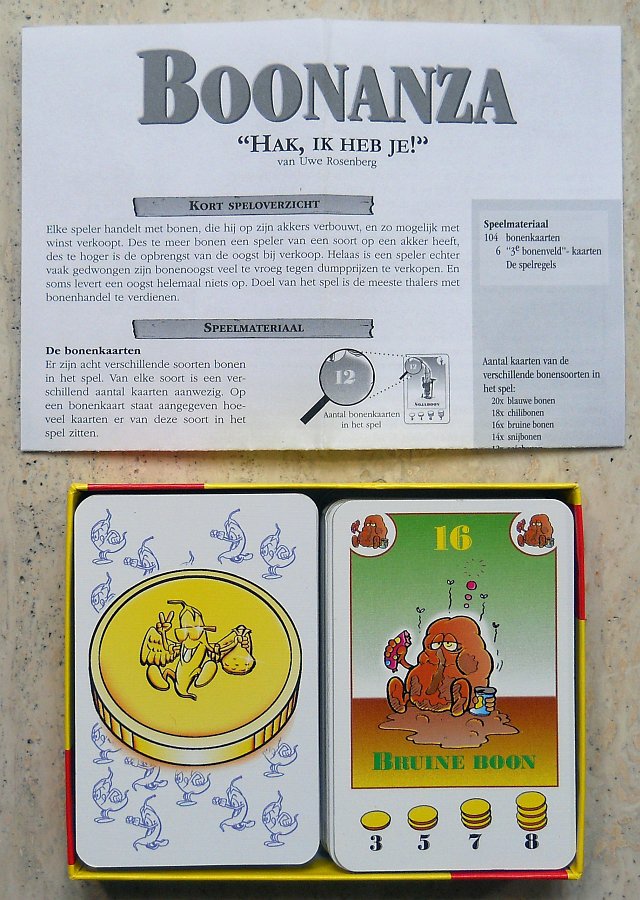 BOONANZA
“HAK, IK HEB JE!”
van Uwe Rosenberg
KORT SPELOVERZICHT
Elke speler handelt met bonen, die hij op zijn akkers verbouwt, en zo mogelijk met
winst verkoopt. Des te meer bonen een speler van een soort op een akker heeft,
des te hoger is de opbrengst van de oogst bij verkoop. Helaas is een speler echter
vaak gedwongen zijn bonenoogst veel te vroeg tegen dumpprijzen te verkopen. En
soms levert een oogst helemaal niets op. Doel van het spel is de meeste thalers met
bonenhandel te verdienen.
Speelmateriaal
104 bonenkaarten
6 "3e bonenveld"- kaarten
De spelregels
SPEELMATERIAAL
De bonenkaarten
Er zijn acht verschillende soorten bonen
in het spel. Van elke soort is een ver-
schillend aantal kaarten aanwezig. Op
een bonenkaart staat aangegeven hoe-
veel kaarten er van deze soort in het
spel zitten.
12
SNIJBOON
Aantal bonenkaarten
in het spel
Aantal kaarten van de
verschillende bonensoorten in
het spel:
20x blauwe bonen
18x chilibonen
16x bruine bonen
14x snijbonen
16
BRUINE BOON
3 5 7 8